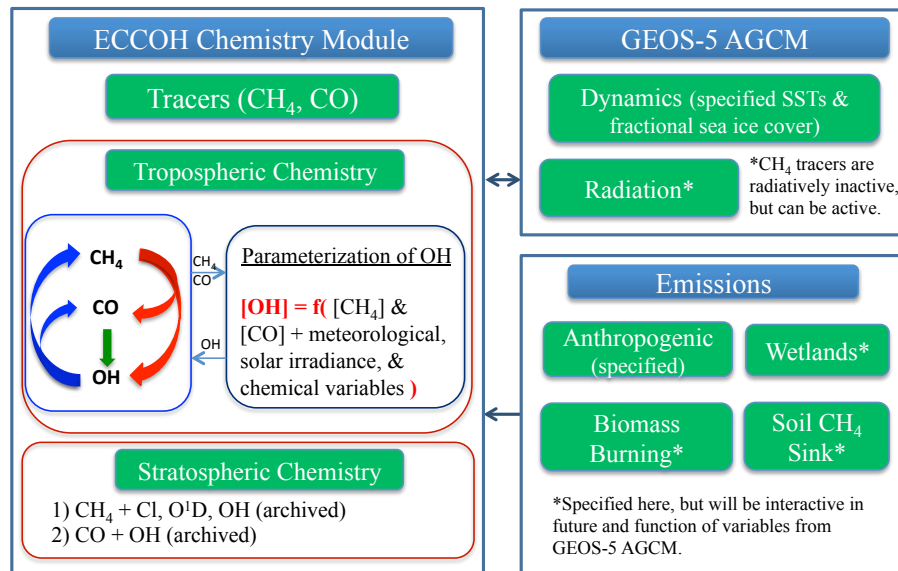 ECCOH Chemistry Module
Tracers (CH₄, CO)
Tropospheric Chemistry
CH₄
CO
OH
CH₄
CO
OH
Parameterization of OH
[OH] = f( [CH₄] &
[CO] + meteorological,
solar irradiance, &
chemical variables )
Stratospheric Chemistry
1) CH₄ + Cl, O¹D, OH (archived)
2) CO + OH (archived)
GEOS-5 AGCM
Dynamics (specified SSTs &
fractional sea ice cover)
Radiation*
*CH₄ tracers are
radiatively inactive,
but can be active.
Emissions
Anthropogenic
(specified)
Wetlands*
Biomass
Burning*
Soil CH₄
Sink*
*Specified here, but will be interactive in
future and function of variables from
GEOS-5 AGCM.